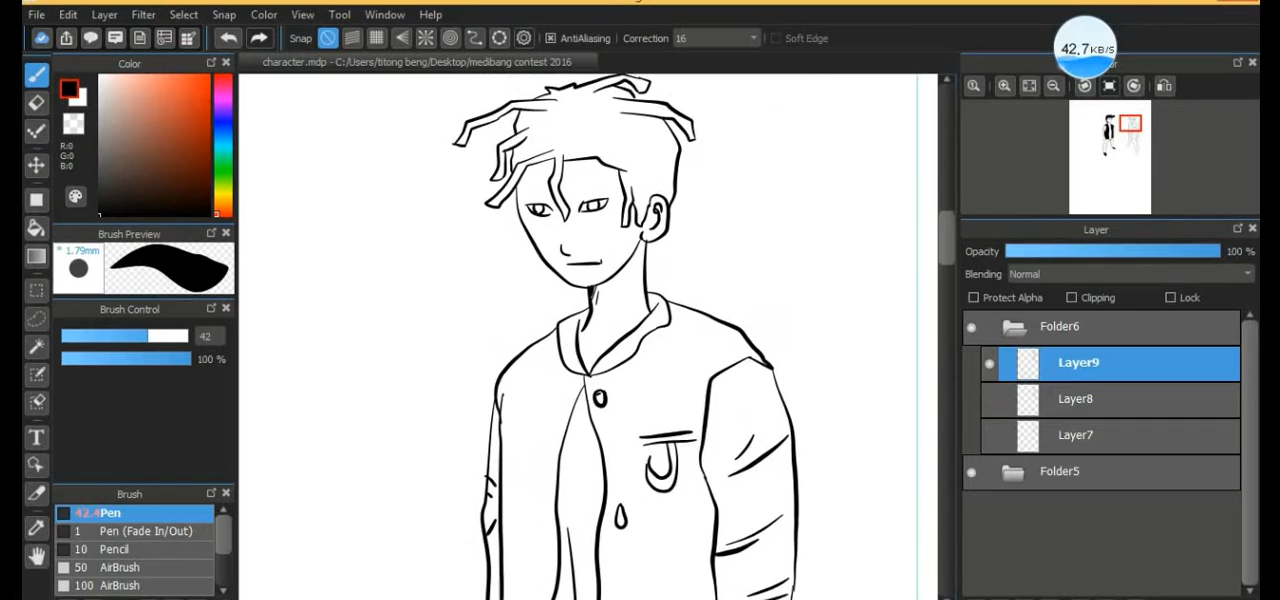 File Edit Layer Filter Select Snap Color View Tool Window Help
Snap AntiAliasing Correction 16 Soft Edge
42.7KB/S
character.mdp - C:/Users/titong beng/Desktop/medibang contest 2016
Color
R:0
G:0
B:0
Brush Preview
* 1.79mm
Brush Control
42
100 %
Brush
42.4 Pen
1 Pen (Fade In/Out)
10 Pencil
50 AirBrush
100 AirBrush
J
Layer
Opacity 100 %
Blending Normal
Protect Alpha Clipping Lock
Folder6
Layer9
Layer8
Layer7
Folder5